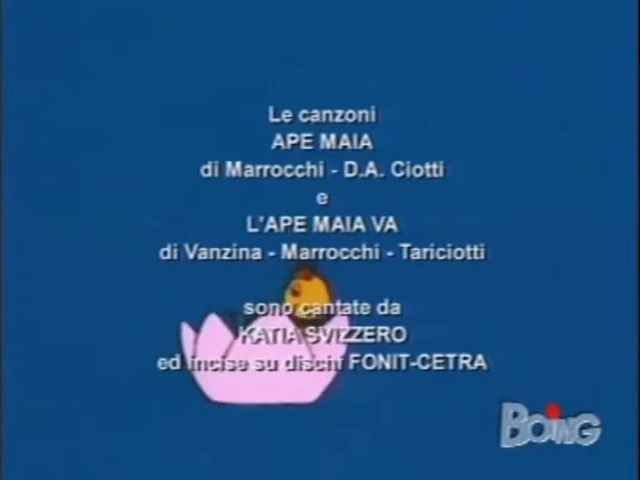 Le canzoni
APE MAIA
di Marrocchi - D.A. Ciotti
e
L'APE MAIA VA
di Vanzina - Marrocchi - Tariciotti
sono cantate da
KATIA SVIZZERO
ed incise su dischi FONIT-CETRA
BOING